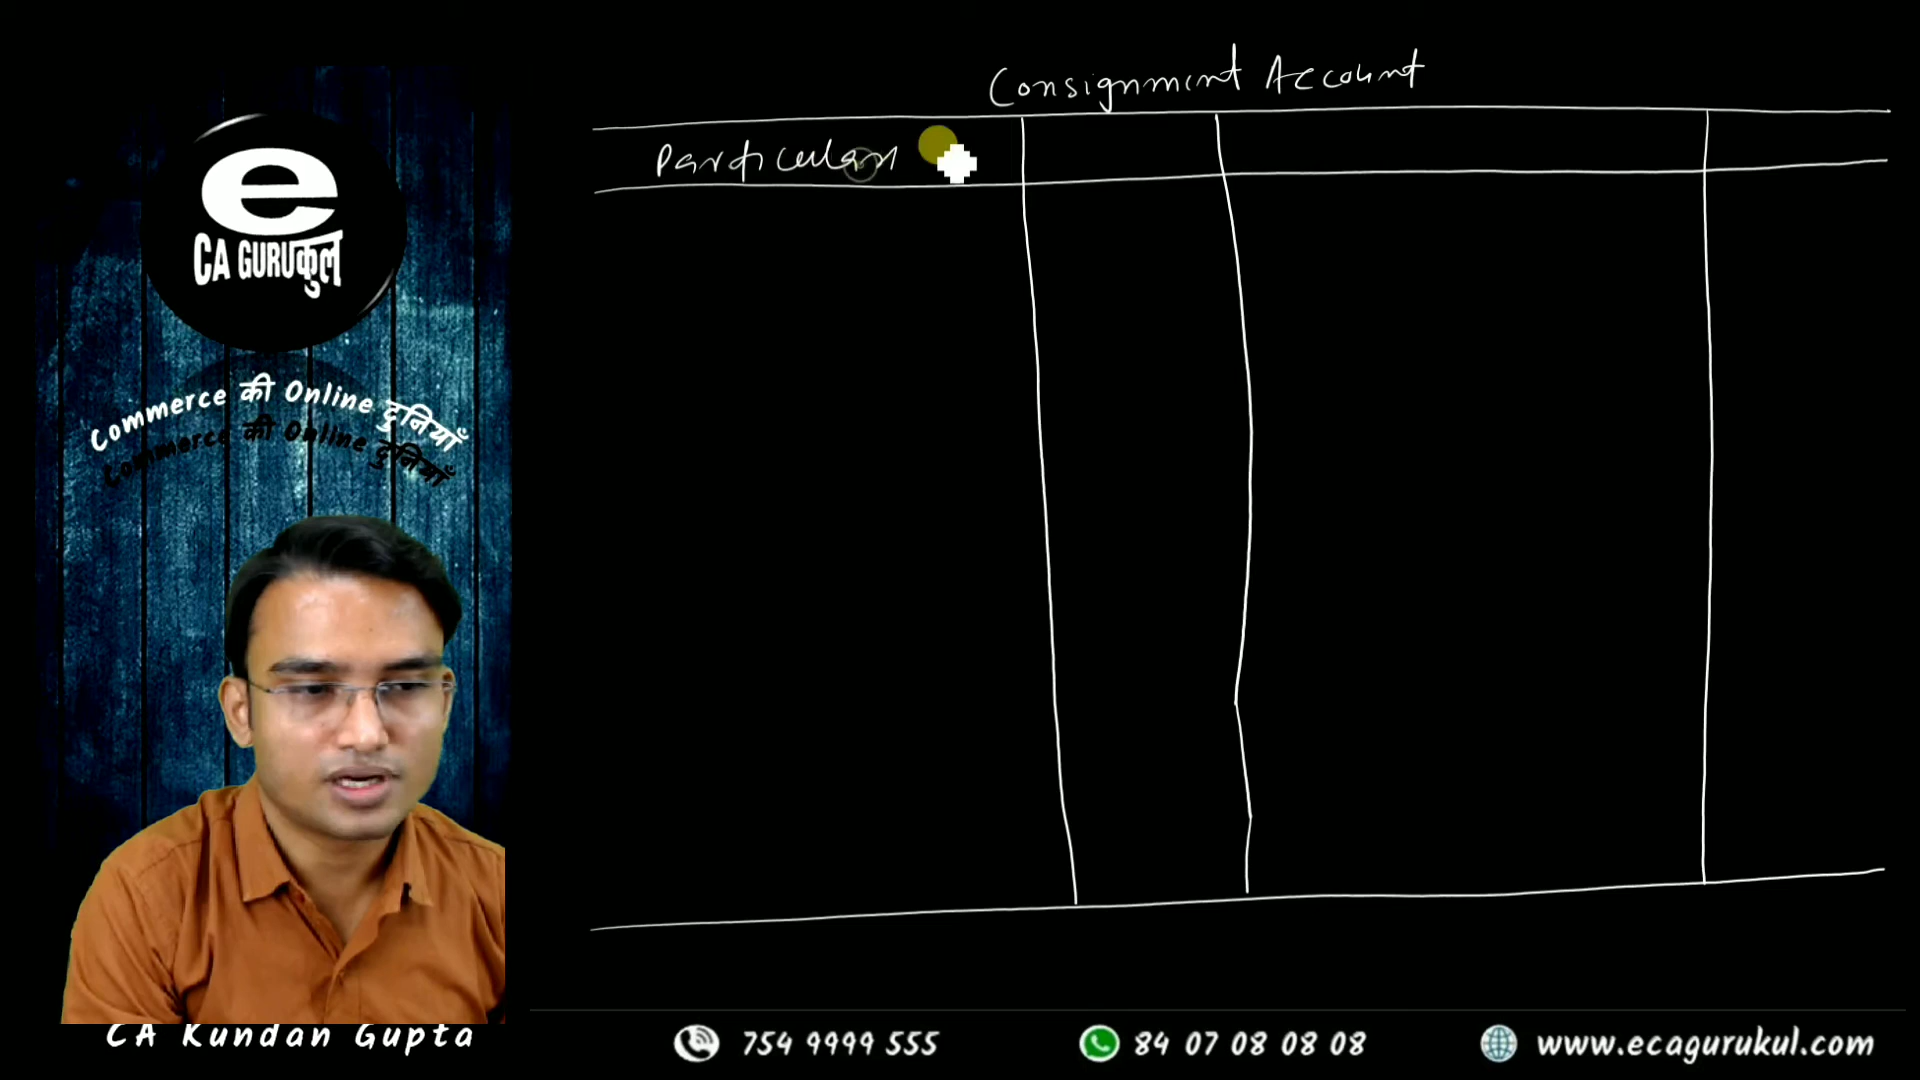 Consignment Account
Particulars
e
CA GURUकुल
Commerce की Online दुनियाँ
Commerce की Online दुनियाँ
CA Kundan Gupta
754 9999 555
84 07 08 08 08
www.ecagurukul.com